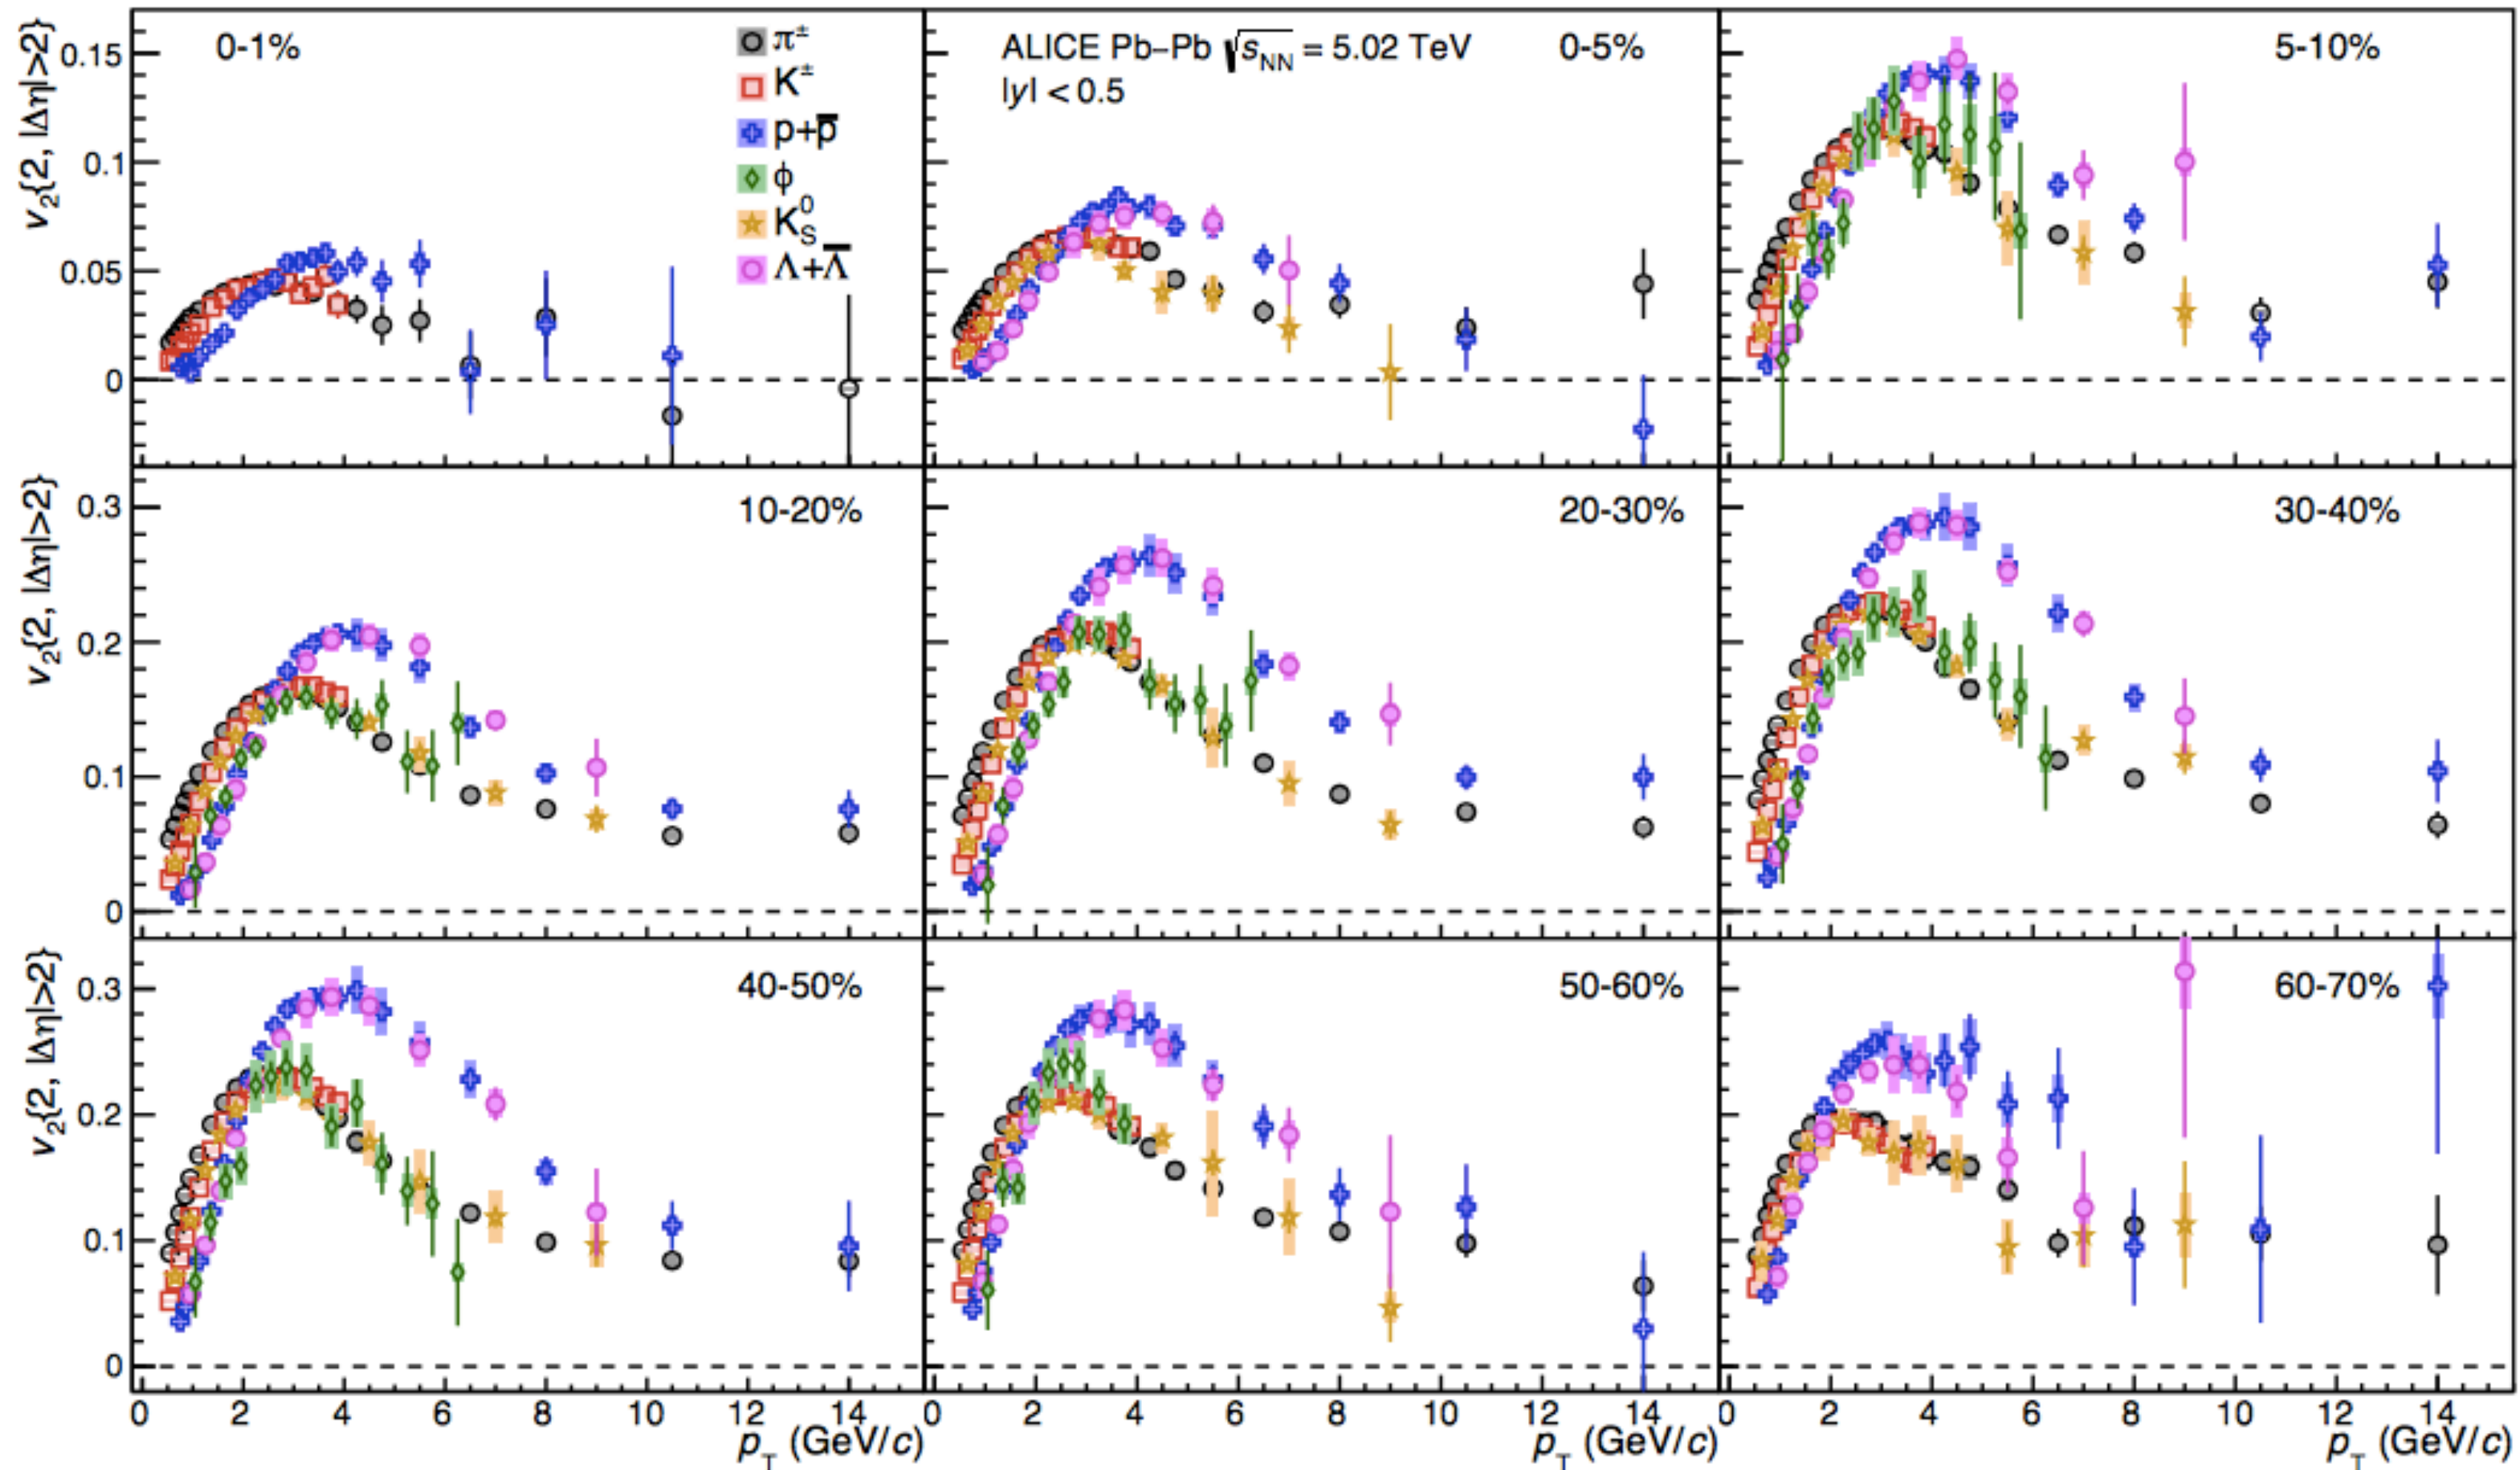 v₂{2, |Δη|>2}
0.15
0.1
0.05
0
0-1%
π±
K±
p+p̅
ϕ
K⁰S
Λ+Λ̅
ALICE Pb−Pb √sNN = 5.02 TeV
|y| < 0.5
0-5%
5-10%
v₂{2, |Δη|>2}
0.3
0.2
0.1
0
10-20%
20-30%
30-40%
v₂{2, |Δη|>2}
0.3
0.2
0.1
0
40-50%
50-60%
60-70%
0 2 4 6 8 10 12 14
pT (GeV/c)
0 2 4 6 8 10 12 14
pT (GeV/c)
0 2 4 6 8 10 12 14
pT (GeV/c)